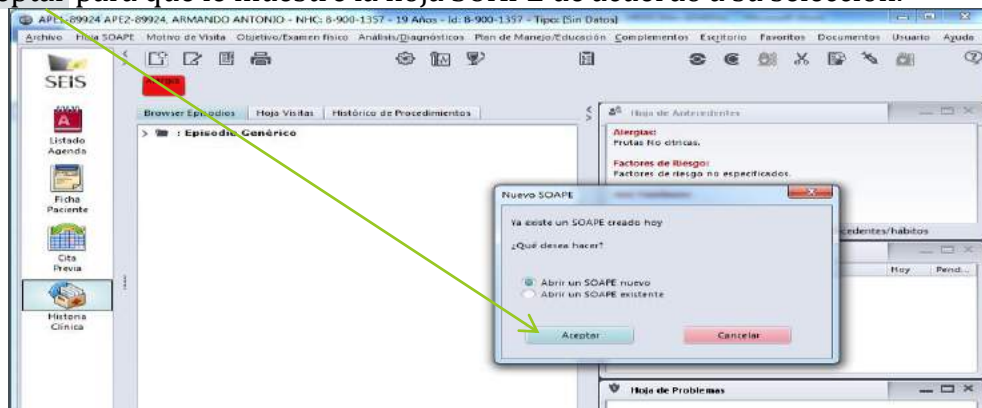 para que le muestre la hoja SOAPE de acuerdo a su selección.
APE1-89924 APE2-89924, ARMANDO ANTONIO - NHC: 8-900-1357 - 19 Años - Id: 8-900-1357 - Tipo: [Sin Datos]
Archivo Hoja SOAPE Motivo de Visita Objetivo/Examen físico Análisis/Diagnósticos Plan de Manejo/Educación Complementos Escritorio Favoritos Documentos Usuario Ayuda
SEIS
Alergia
Browser Episodios Hoja Visitas Histórico de Procedimientos
> : Episodio Genérico
Listado
Agenda
Ficha
Paciente
Cita
Previa
Historia
Clínica
Hoja de Antecedentes
Alergias:
Frutas No cítricas.
Factores de Riesgo:
Factores de riesgo no especificados.
Nuevo SOAPE
Ya existe un SOAPE creado hoy
¿Qué desea hacer?
Abrir un SOAPE nuevo
Abrir un SOAPE existente
Aceptar Cancelar
cedentes/hábitos
Hoy Pend...
Hoja de Problemas